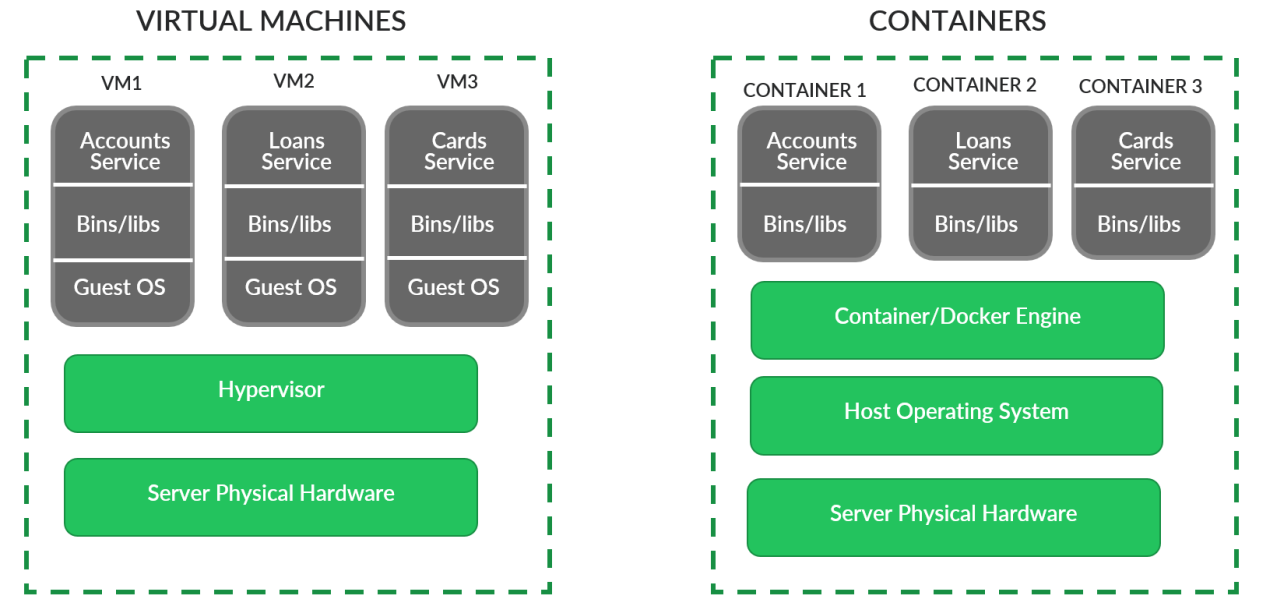 VIRTUAL MACHINES
VM1
VM2
VM3
Accounts
Service
Loans
Service
Cards
Service
Bins/libs
Bins/libs
Bins/libs
Guest OS
Guest OS
Guest OS
Hypervisor
Server Physical Hardware
CONTAINERS
CONTAINER 1
CONTAINER 2
CONTAINER 3
Accounts
Service
Loans
Service
Cards
Service
Bins/libs
Bins/libs
Bins/libs
Container/Docker Engine
Host Operating System
Server Physical Hardware